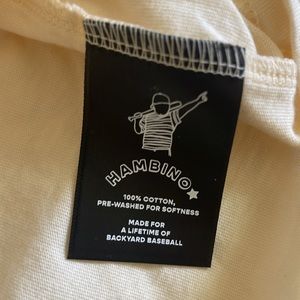 HAMBINO
100% COTTON,
PRE-WASHED FOR SOFTNESS
MADE FOR
A LIFETIME OF
BACKYARD BASEBALL